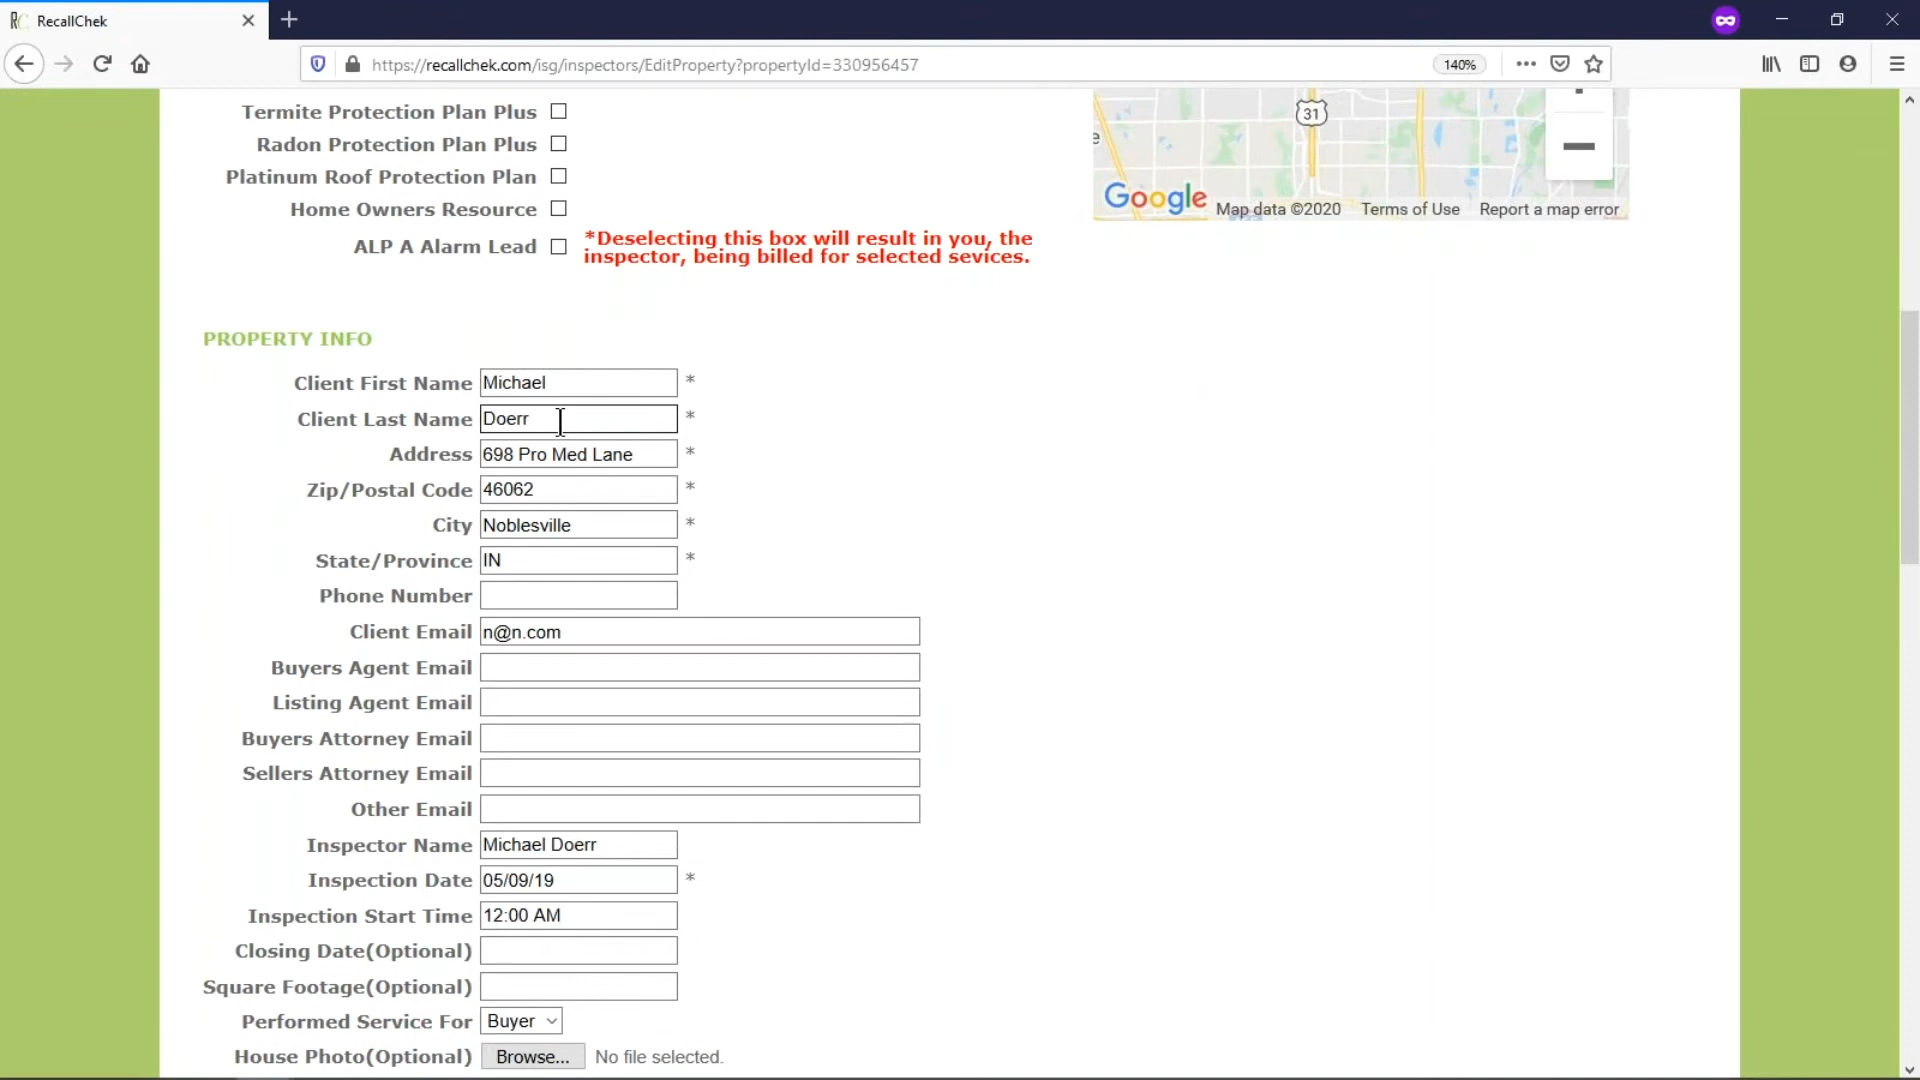 RecallChek
https://recallchek.com/isg/inspectors/EditProperty?propertyId=330956457
140%
Termite Protection Plan Plus
Radon Protection Plan Plus
Platinum Roof Protection Plan
Home Owners Resource
ALP A Alarm Lead
*Deselecting this box will result in you, the
inspector, being billed for selected sevices.
31
e
Google
Map data ©2020 Terms of Use Report a map error
PROPERTY INFO
Client First Name Michael *
Client Last Name Doerr *
Address 698 Pro Med Lane *
Zip/Postal Code 46062 *
City Noblesville *
State/Province IN *
Phone Number
Client Email n@n.com
Buyers Agent Email
Listing Agent Email
Buyers Attorney Email
Sellers Attorney Email
Other Email
Inspector Name Michael Doerr
Inspection Date 05/09/19 *
Inspection Start Time 12:00 AM
Closing Date(Optional)
Square Footage(Optional)
Performed Service For Buyer
House Photo(Optional) Browse... No file selected.